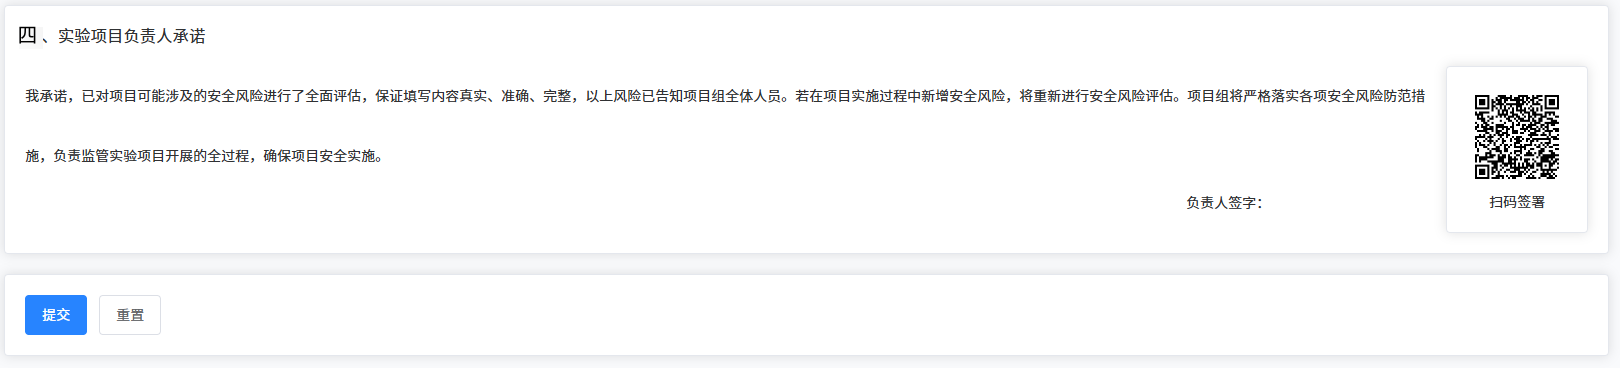 四、实验项目负责人承诺
我承诺，已对项目可能涉及的安全风险进行了全面评估，保证填写内容真实、准确、完整，以上风险已告知项目组全体人员。若在项目实施过程中新增安全风险，将重新进行安全风险评估。项目组将严格落实各项安全风险防范措
施，负责监管实验项目开展的全过程，确保项目安全实施。
负责人签字：
扫码签署
提交 重置